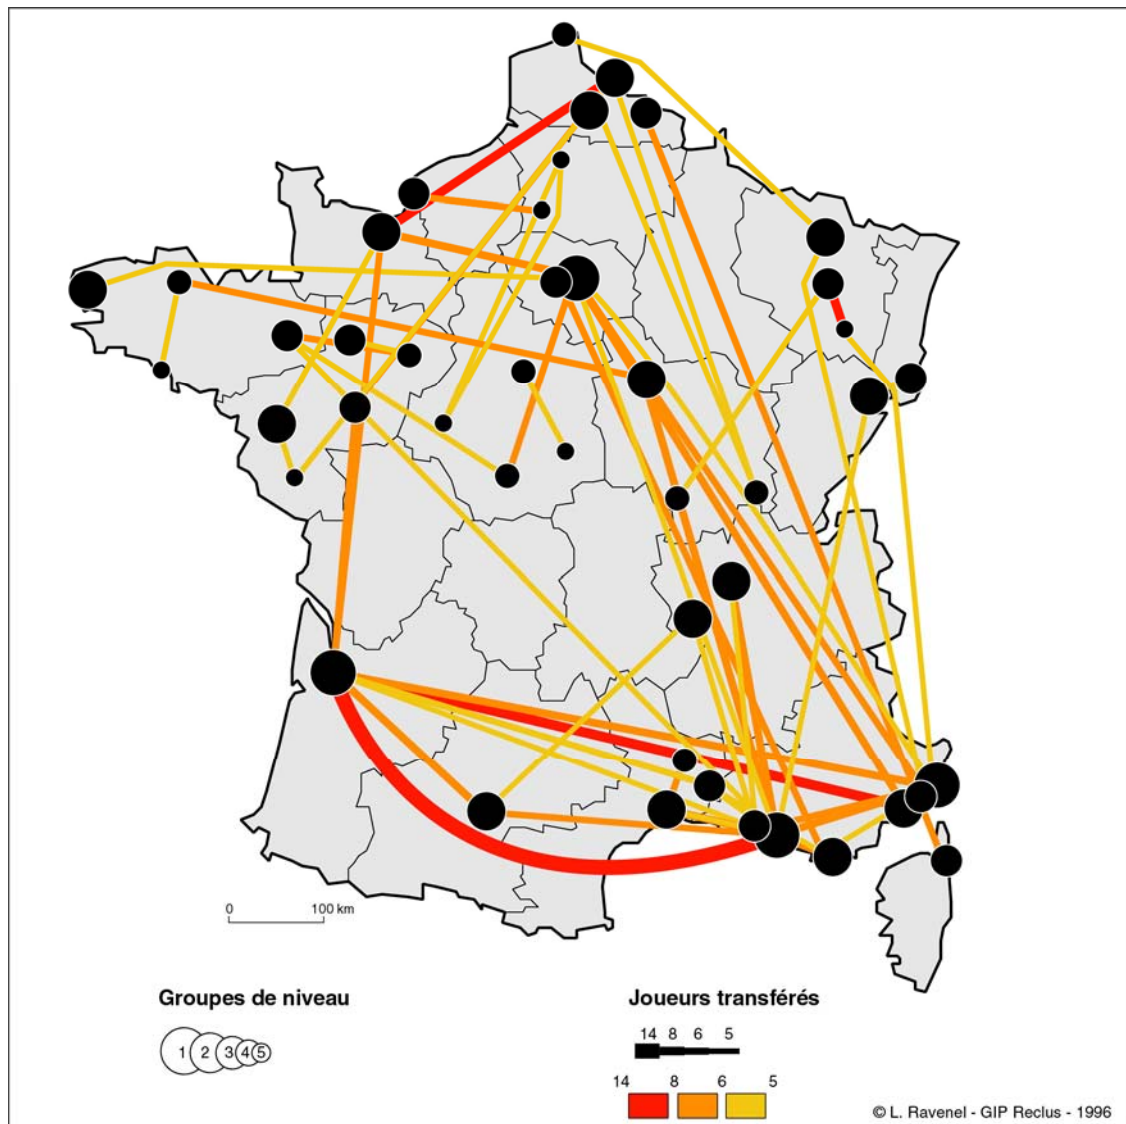 0 100 km
Groupes de niveau
1 2 3 4 5
Joueurs transférés
14 8 6 5
14 8 6 5
© L. Ravenel - GIP Reclus - 1996